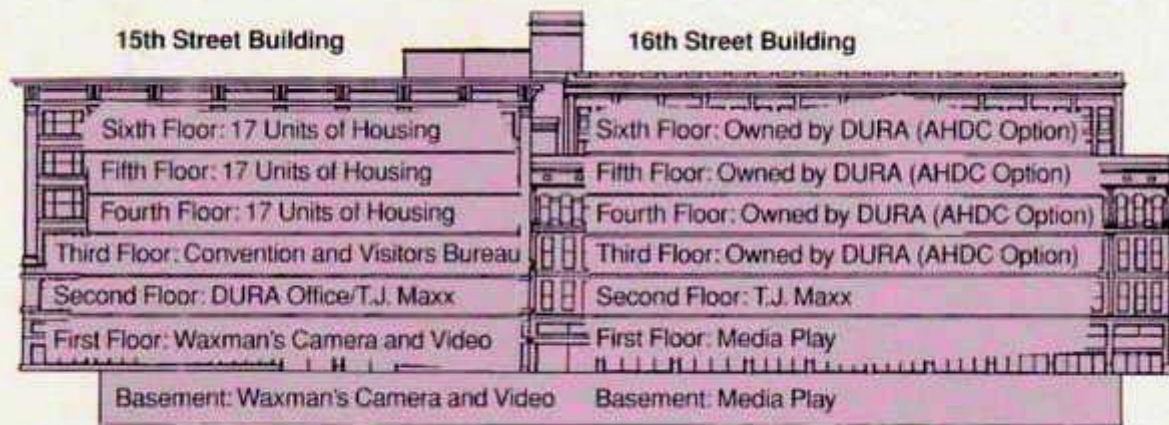 15th Street Building
Sixth Floor: 17 Units of Housing
Fifth Floor: 17 Units of Housing
Fourth Floor: 17 Units of Housing
Third Floor: Convention and Visitors Bureau
Second Floor: DURA Office/T.J. Maxx
First Floor: Waxman's Camera and Video
Basement: Waxman's Camera and Video
16th Street Building
Sixth Floor: Owned by DURA (AHDC Option)
Fifth Floor: Owned by DURA (AHDC Option)
Fourth Floor: Owned by DURA (AHDC Option)
Third Floor: Owned by DURA (AHDC Option)
Second Floor: T.J. Maxx
First Floor: Media Play
Basement: Media Play